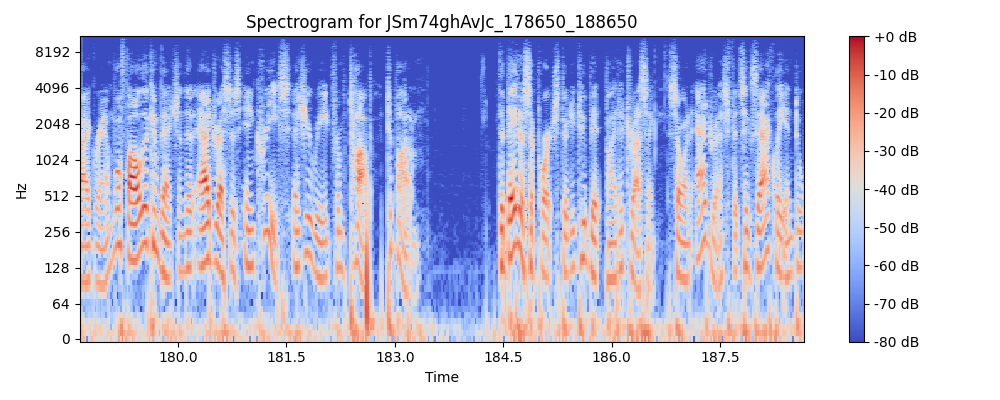 Spectrogram for JSm74ghAvJc_178650_188650
Hz
8192
4096
2048
1024
512
256
128
64
0
180.0 181.5 183.0 184.5 186.0 187.5
Time
+0 dB
-10 dB
-20 dB
-30 dB
-40 dB
-50 dB
-60 dB
-70 dB
-80 dB